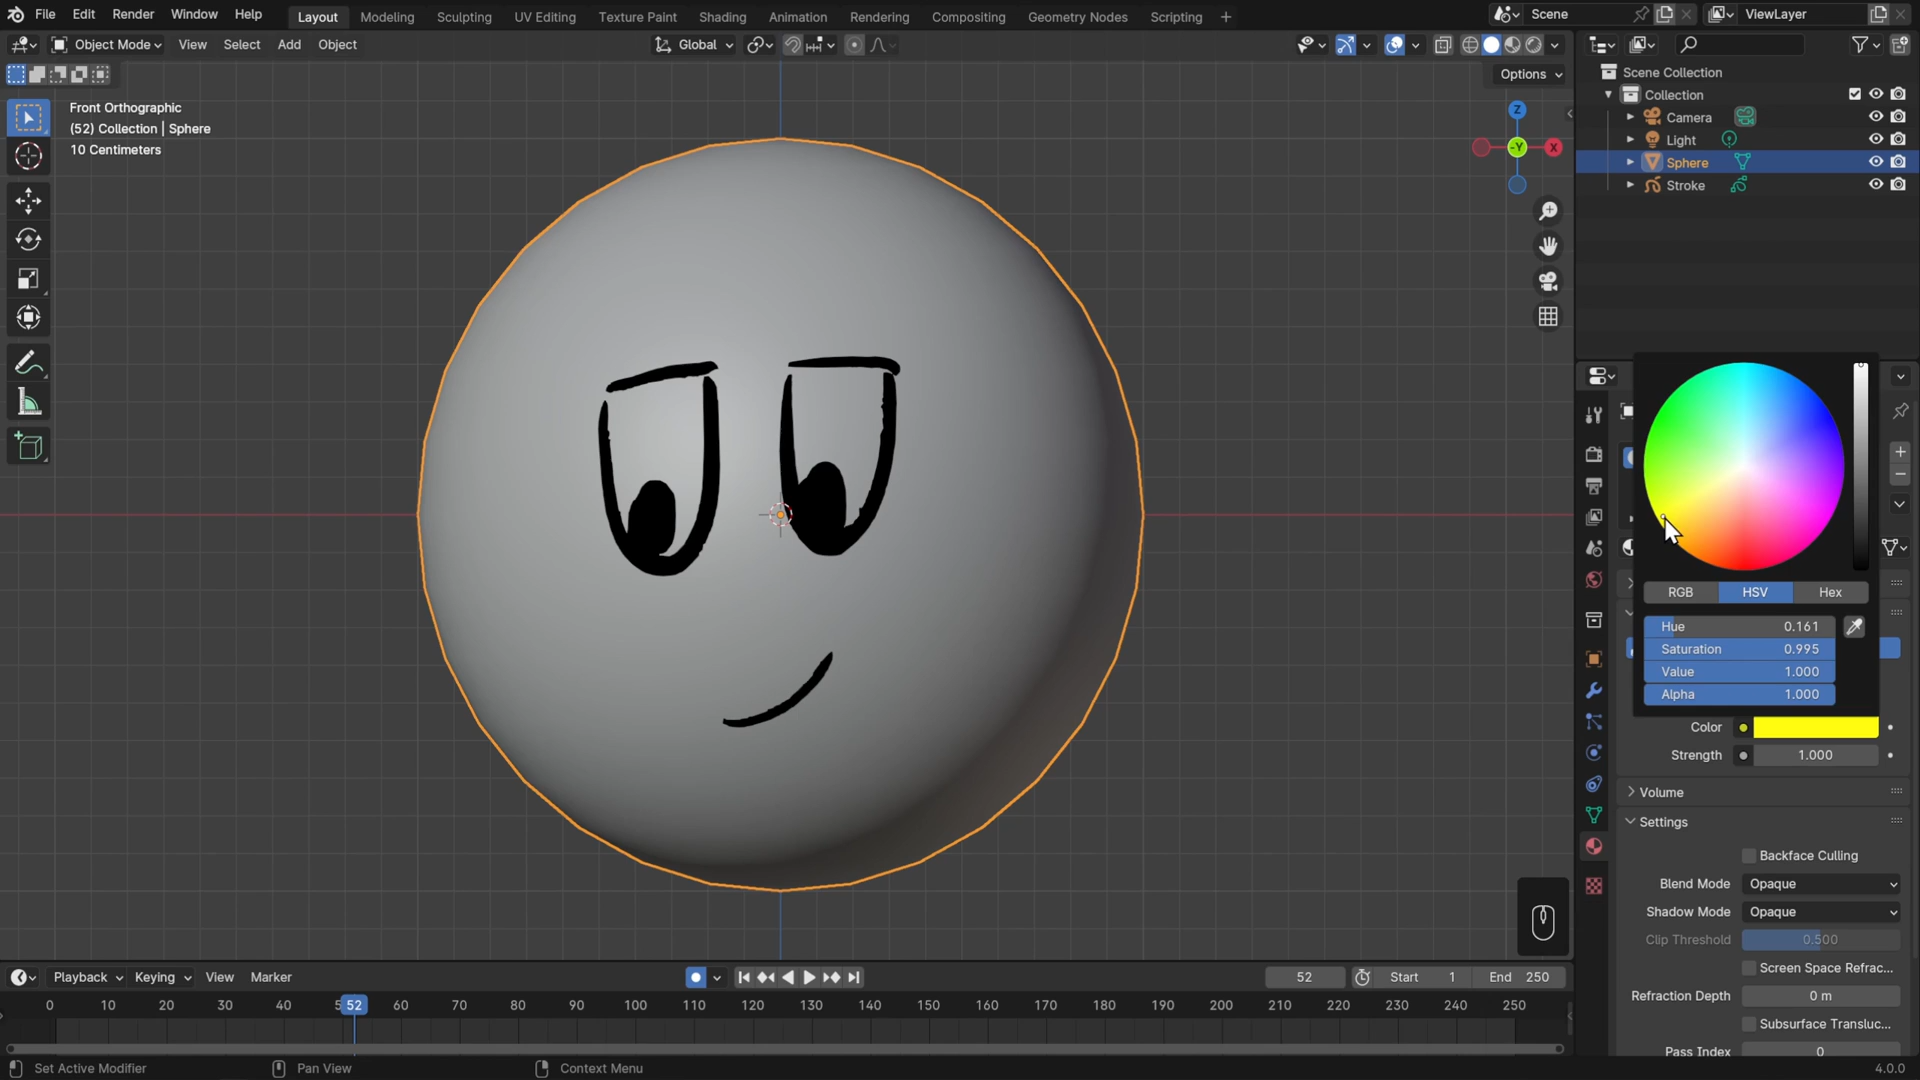 File Edit Render Window Help Layout Modeling Sculpting UV Editing Texture Paint Shading Animation Rendering Compositing Geometry Nodes Scripting + Scene ViewLayer
Object Mode View Select Add Object Global
Options
Front Orthographic
(52) Collection | Sphere
10 Centimeters
Z
-Y
X
Scene Collection
Collection
Camera
Light
Sphere
Stroke
RGB HSV Hex
Hue 0.161
Saturation 0.995
Value 1.000
Alpha 1.000
Color
Strength 1.000
Volume
Settings
Backface Culling
Blend Mode Opaque
Shadow Mode Opaque
Clip Threshold 0.500
Screen Space Refrac...
Refraction Depth 0 m
Subsurface Transluc...
Pass Index 0
Playback Keying View Marker 52 Start 1 End 250
0 10 20 30 40 5 52 60 70 80 90 100 110 120 130 140 150 160 170 180 190 200 210 220 230 240 250
Set Active Modifier Pan View Context Menu 4.0.0